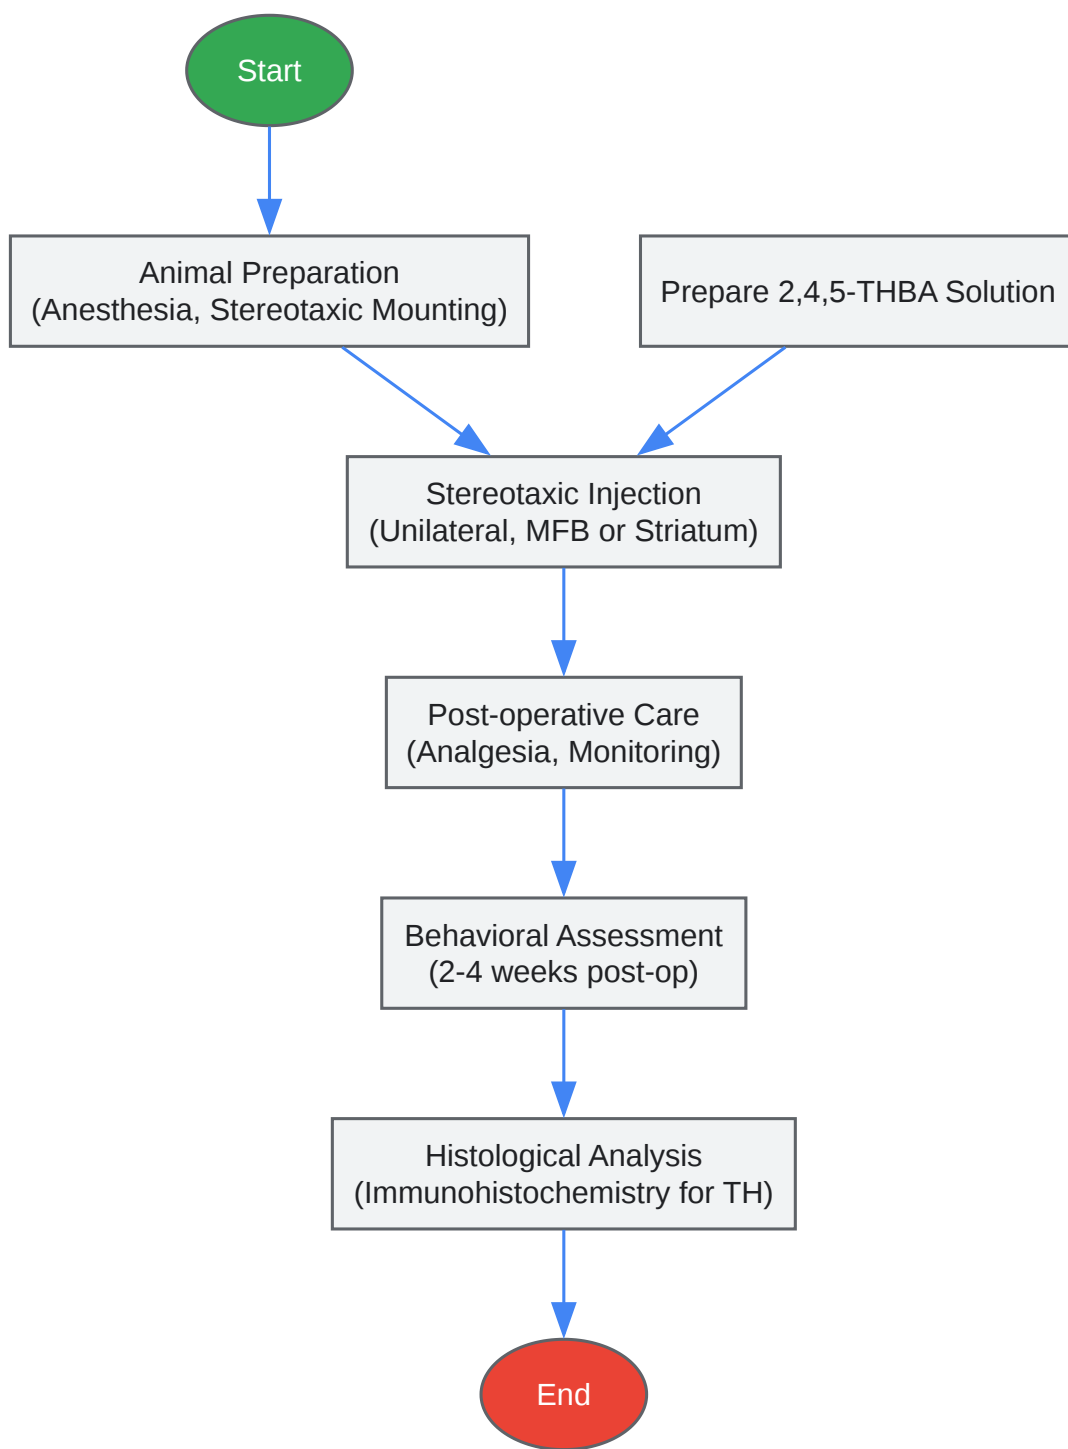 Start
Animal Preparation
(Anesthesia, Stereotaxic Mounting)
Prepare 2,4,5-THBA Solution
Stereotaxic Injection
(Unilateral, MFB or Striatum)
Post-operative Care
(Analgesia, Monitoring)
Behavioral Assessment
(2-4 weeks post-op)
Histological Analysis
(Immunohistochemistry for TH)
End